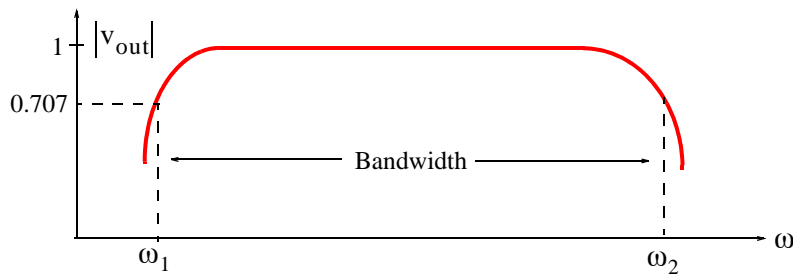 |v_out|
1
0.707
Bandwidth
ω
ω₁
ω₂